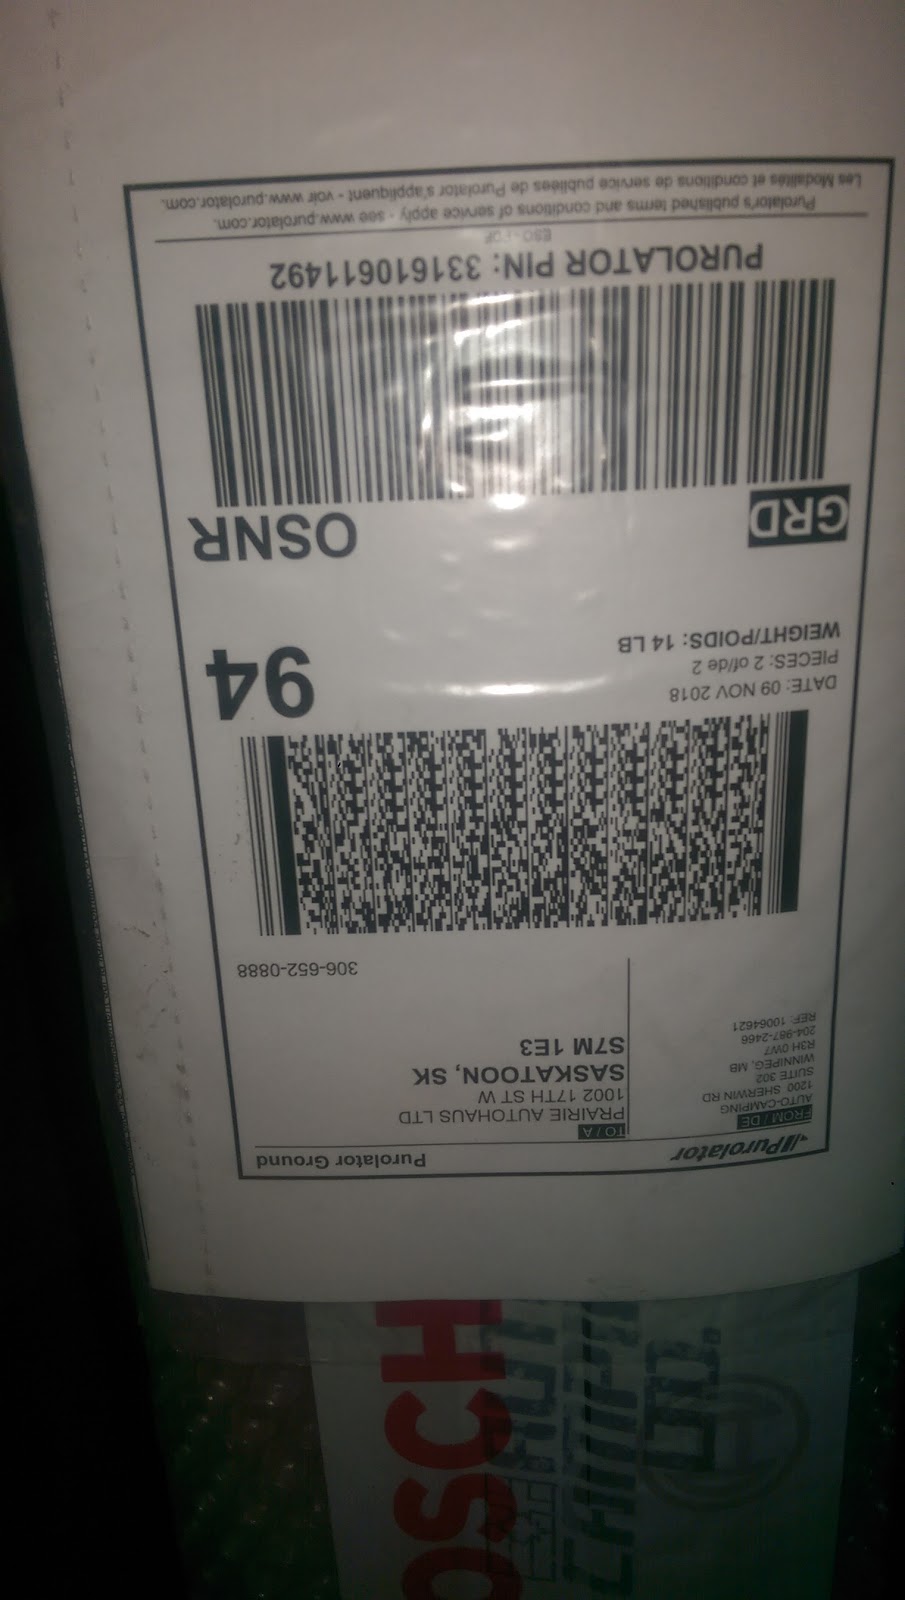 Purolator Purolator Ground
FROM / DE
AUTO-CAMPING
1200 SHERWIN RD
SUITE 302
WINNIPEG, MB
R3H 0W7
204-987-2466
REF: 10064621
TO / A
PRAIRIE AUTOHAUS LTD
1002 17TH ST W
SASKATOON, SK
S7M 1E3
306-652-0888
DATE: 09 NOV 2018
PIECES: 2 of/de 2
WEIGHT/POIDS: 14 LB
94
GRD OSNR
PUROLATOR PIN: 331610611492
ESO - PDF
Purolator's published terms and conditions of service apply - see www.purolator.com.
Les Modalités et conditions de service publiées de Purolator s'appliquent - voir www.purolator.com.
OSCH